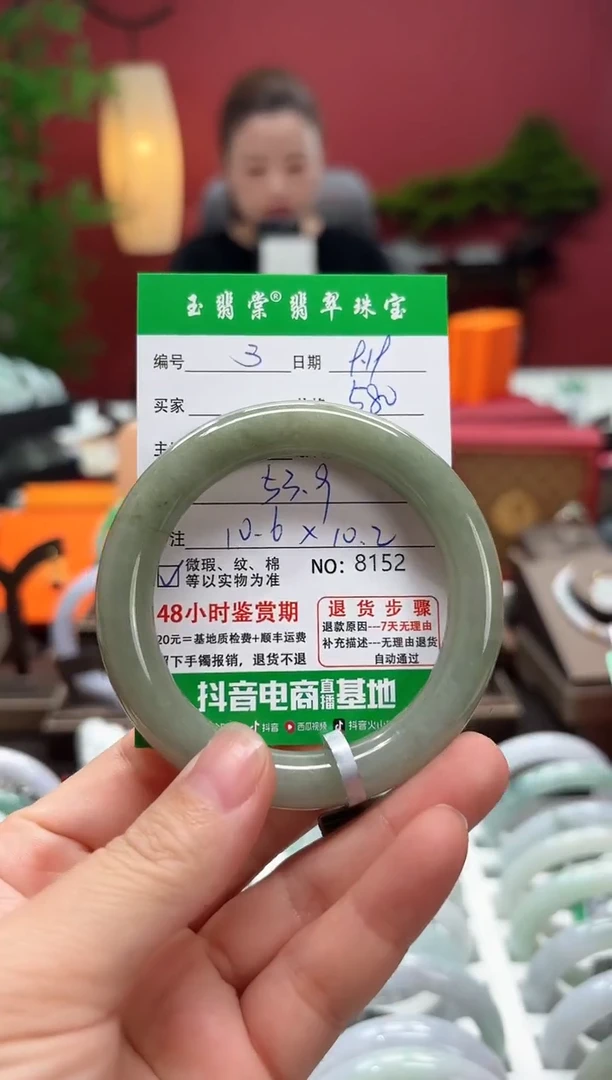 玉翡棠®翡翠珠宝
编号 3 日期 9.19
买家 580
53.9
注 10.6×10.2
微瑕、纹、棉
等以实物为准
NO: 8152
48小时鉴赏期
20元=基地质检费+顺丰运费
下手镯报销，退货不退
退货步骤
退款原因---7天无理由
补充描述---无理由退货
自动通过
抖音电商直播基地
抖音 西瓜视频 抖音火山